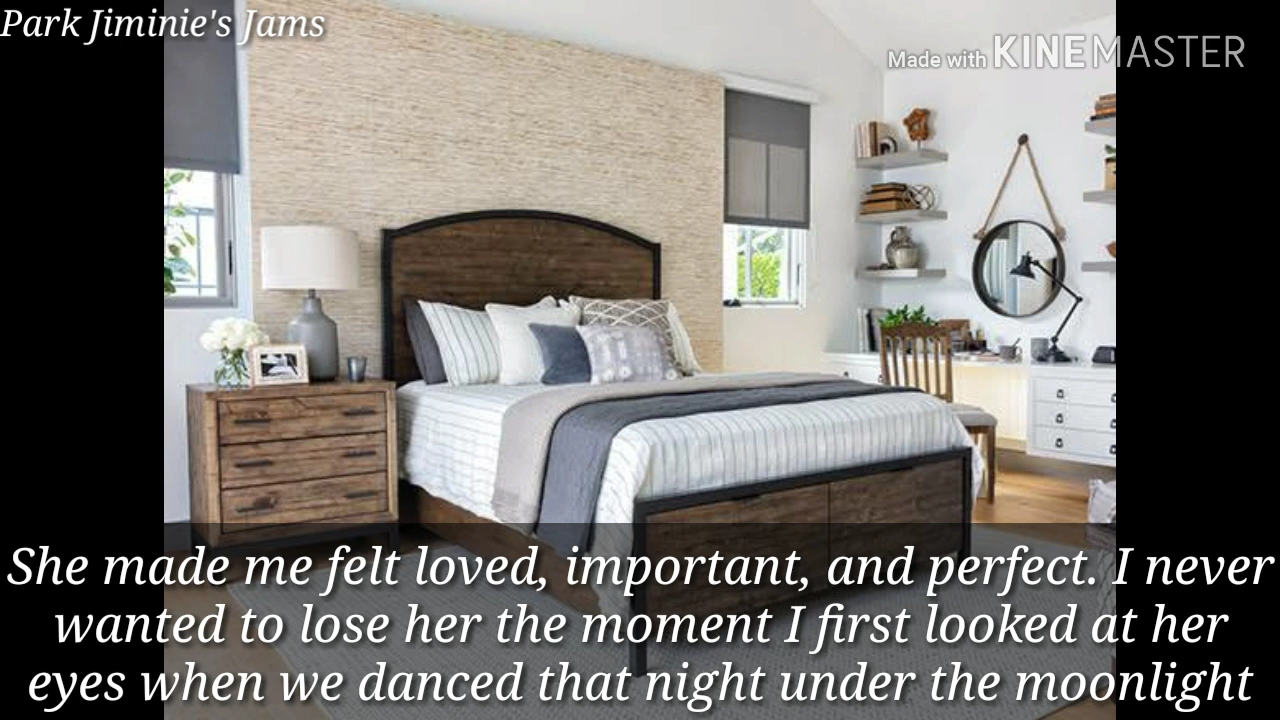 Park Jiminie's Jams
Made with KINEMASTER
She made me felt loved, important, and perfect. I never
wanted to lose her the moment I first looked at her
eyes when we danced that night under the moonlight